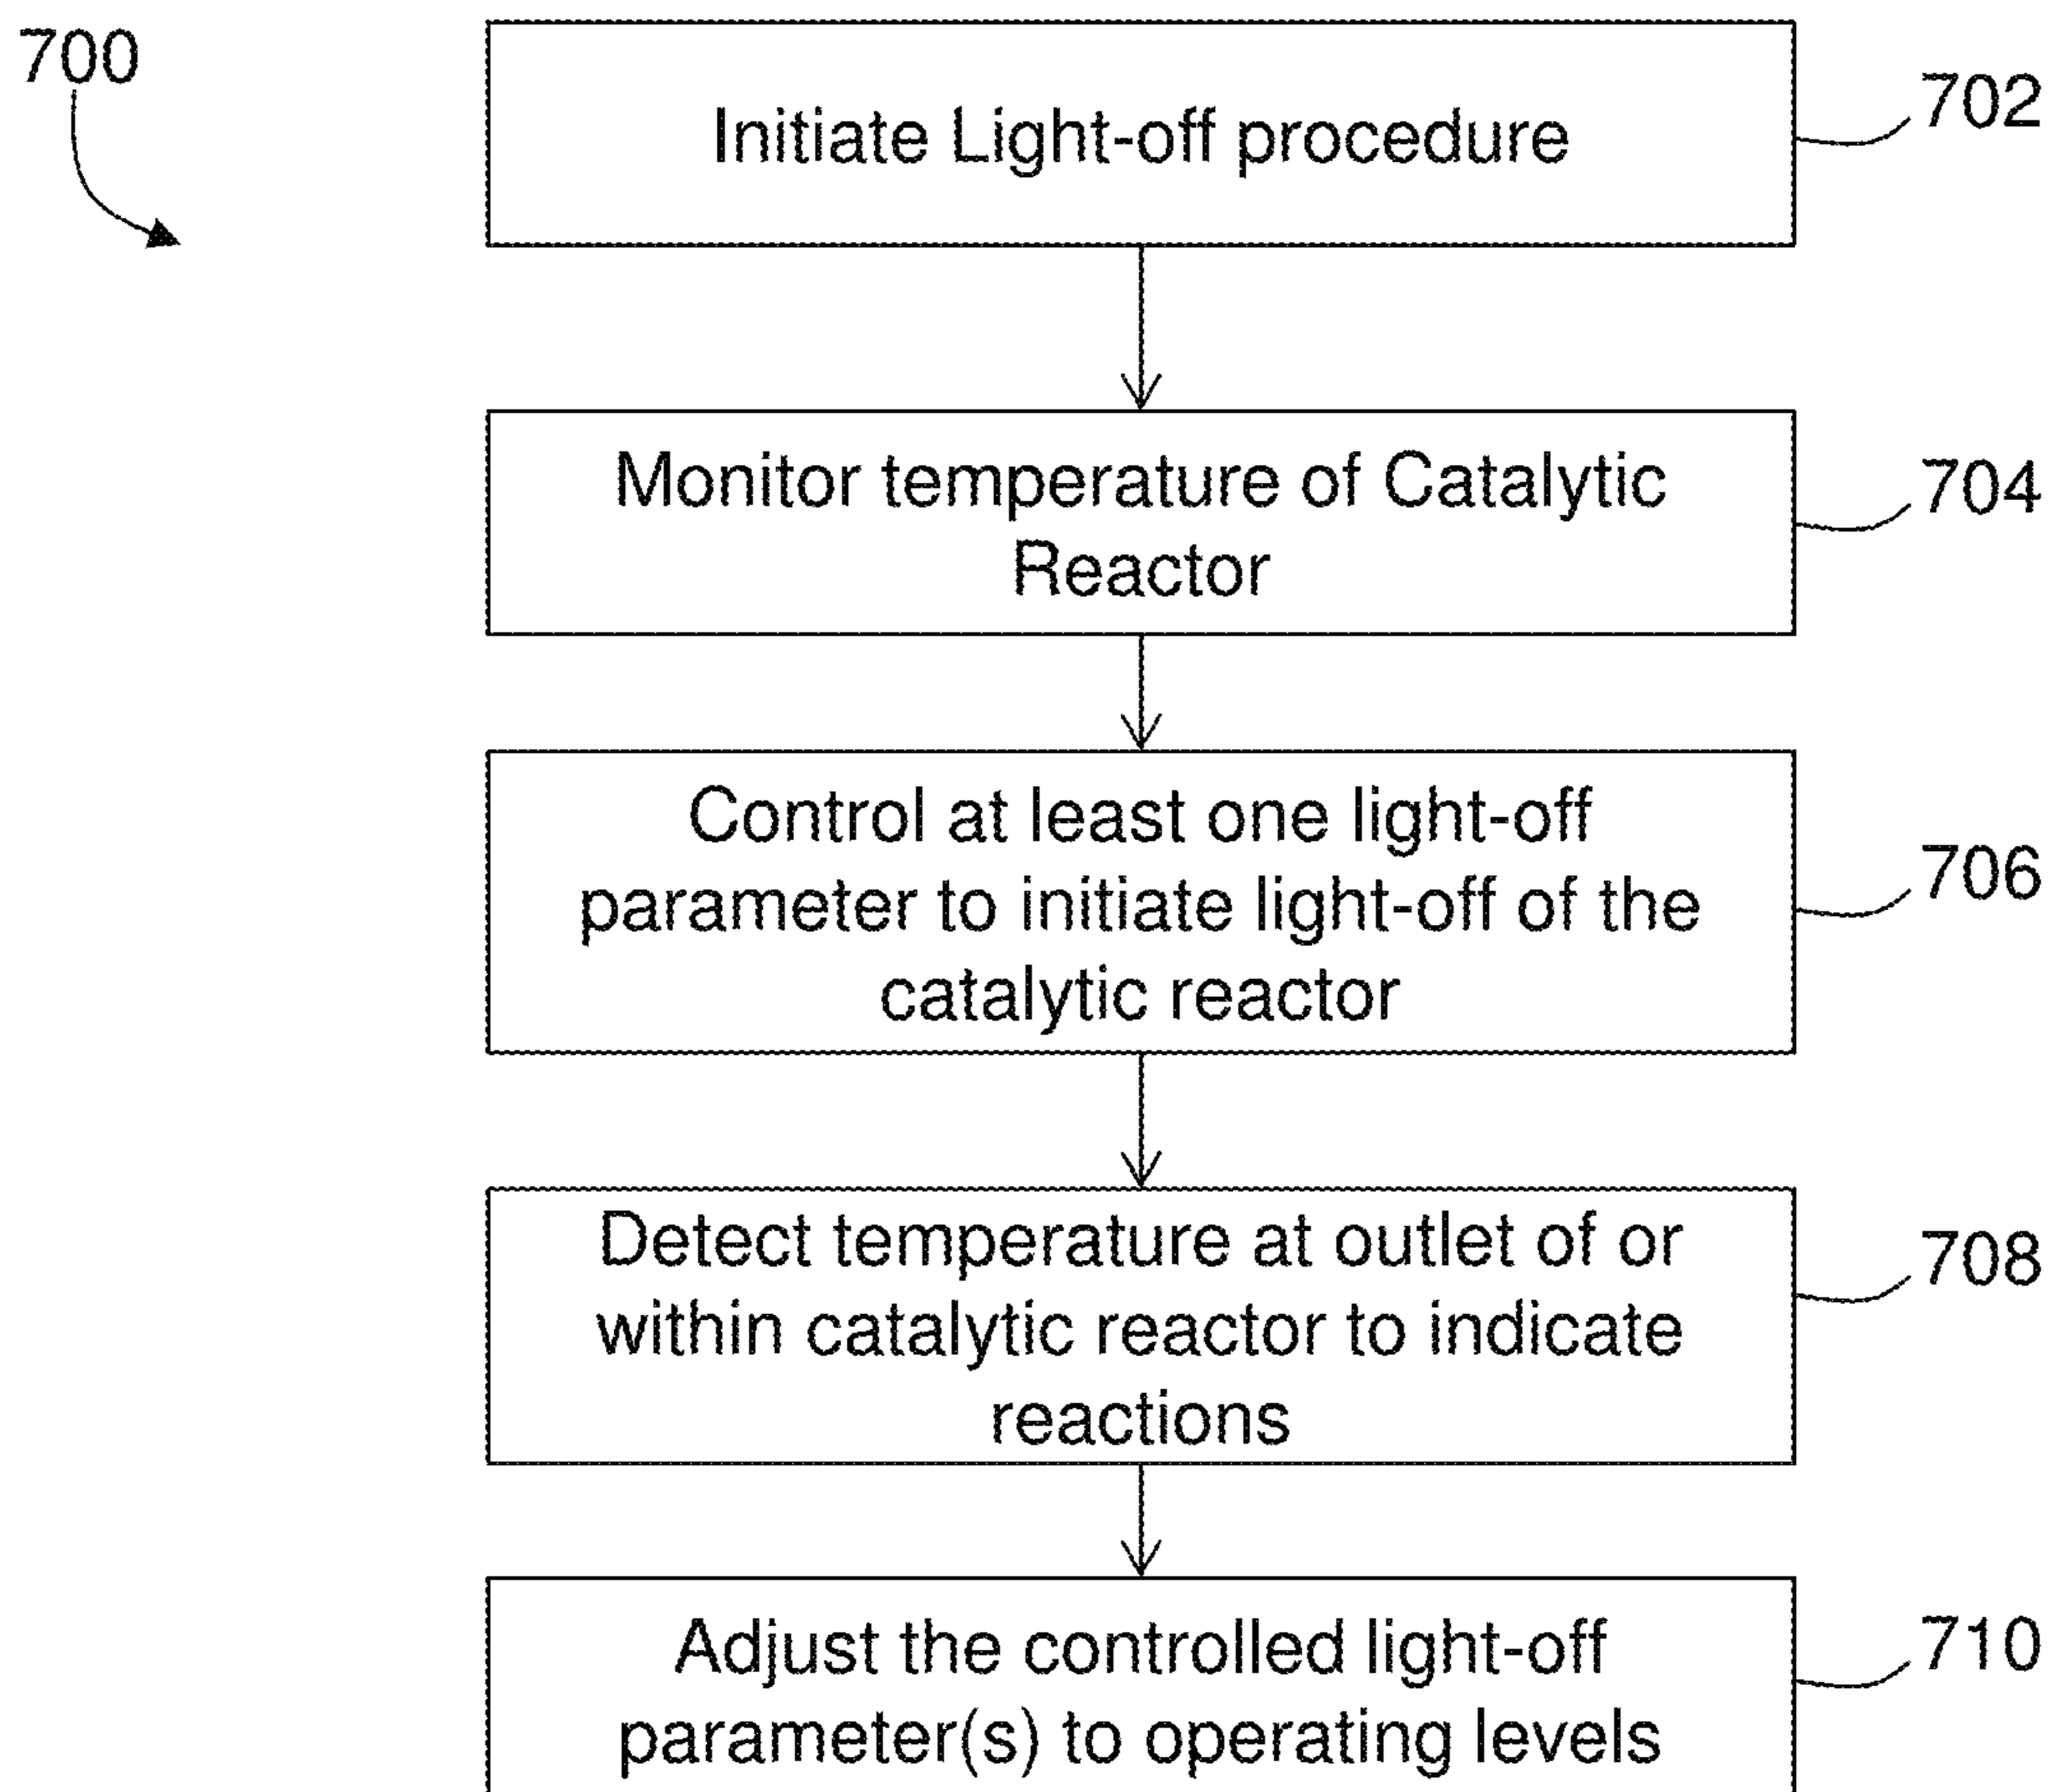 700
Initiate Light-off procedure
702
Monitor temperature of Catalytic
Reactor
704
Control at least one light-off
parameter to initiate light-off of the
catalytic reactor
706
Detect temperature at outlet of or
within catalytic reactor to indicate
reactions
708
Adjust the controlled light-off
parameter(s) to operating levels
710